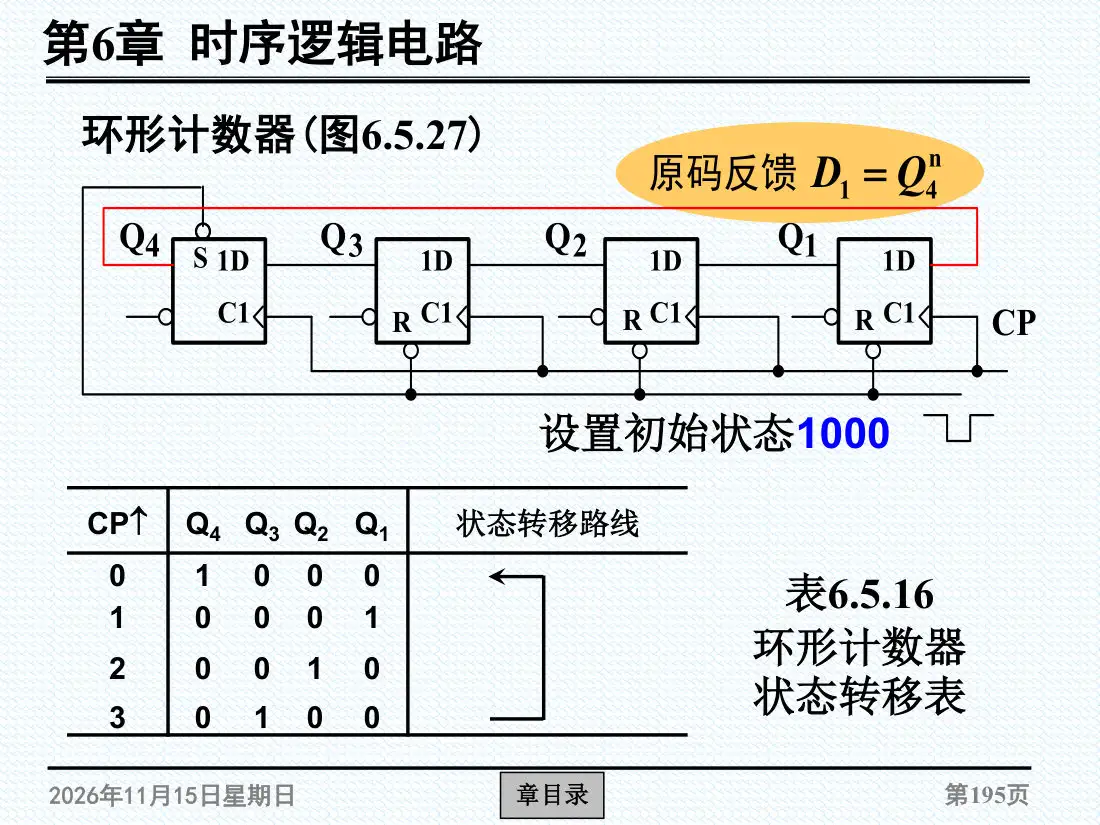 第6章 时序逻辑电路
环形计数器(图6.5.27)
原码反馈 D₁ = Q₄ⁿ
Q4 Q3 Q2 Q1
S 1D 1D 1D 1D
C1 R C1 R C1 R C1
CP
设置初始状态1000
CP↑ Q₄ Q₃ Q₂ Q₁ 状态转移路线
0 1 0 0 0
1 0 0 0 1
2 0 0 1 0
3 0 1 0 0
表6.5.16
环形计数器
状态转移表
2026年11月15日星期日
章目录
第195页